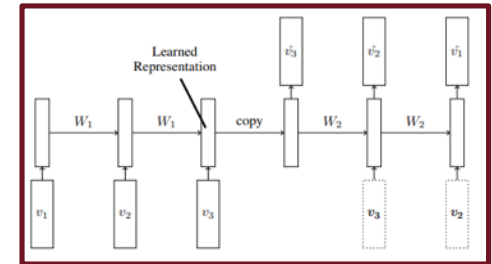 Learned
Representation
v̂₃
v̂₂
v̂₁
W₁
W₁
copy
W₂
W₂
v₁
v₂
v₃
v₃
v₂